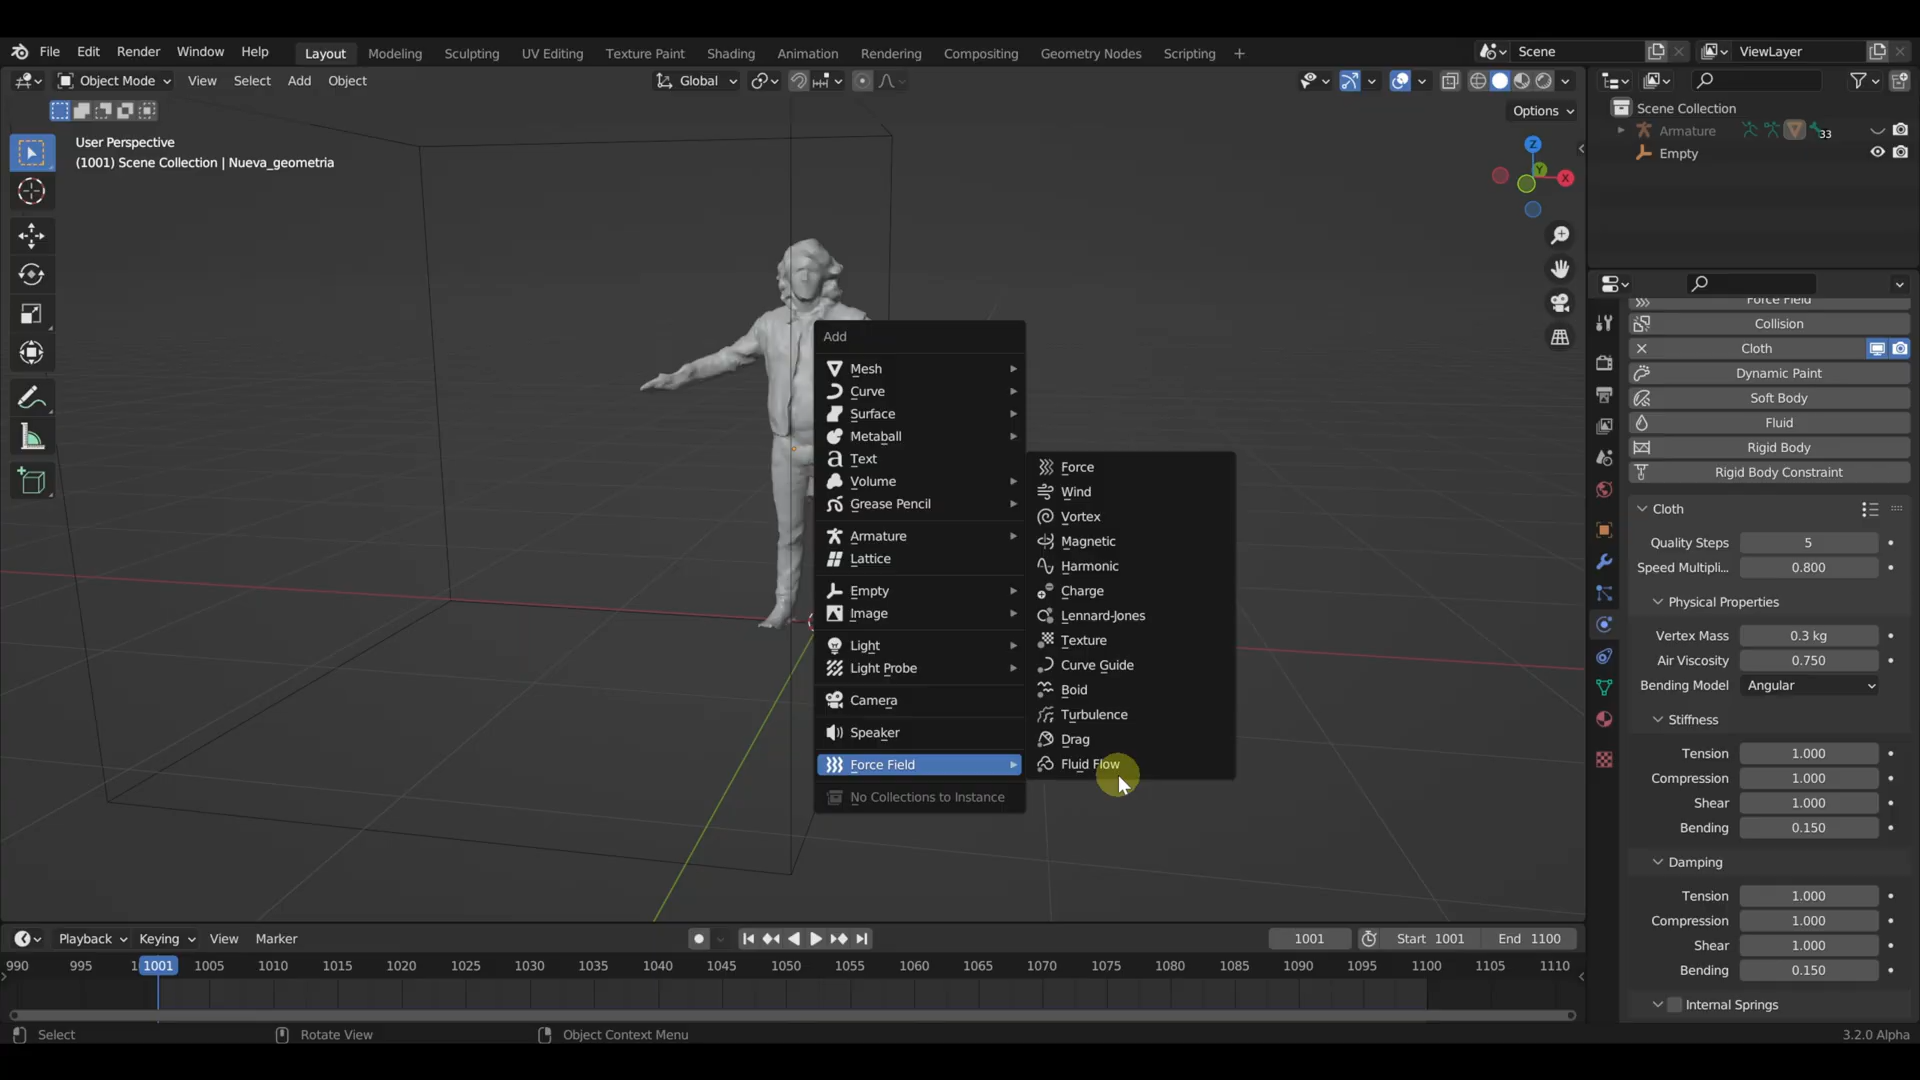 File Edit Render Window Help Layout Modeling Sculpting UV Editing Texture Paint Shading Animation Rendering Compositing Geometry Nodes Scripting + Scene ViewLayer
Object Mode View Select Add Object Global
Options
User Perspective
(1001) Scene Collection | Nueva_geometria
Z
Y
X
Add
Mesh
Curve
Surface
Metaball
Text
Volume
Grease Pencil
Armature
Lattice
Empty
Image
Light
Light Probe
Camera
Speaker
Force Field
No Collections to Instance
Force
Wind
Vortex
Magnetic
Harmonic
Charge
Lennard-Jones
Texture
Curve Guide
Boid
Turbulence
Drag
Fluid Flow
Scene Collection
Armature 33
Empty
Force Field
Collision
Cloth
Dynamic Paint
Soft Body
Fluid
Rigid Body
Rigid Body Constraint
Cloth
Quality Steps 5
Speed Multipli... 0.800
Physical Properties
Vertex Mass 0.3 kg
Air Viscosity 0.750
Bending Model Angular
Stiffness
Tension 1.000
Compression 1.000
Shear 1.000
Bending 0.150
Damping
Tension 1.000
Compression 1.000
Shear 1.000
Bending 0.150
Internal Springs
Playback Keying View Marker 1001 Start 1001 End 1100
990 995 1001 1005 1010 1015 1020 1025 1030 1035 1040 1045 1050 1055 1060 1065 1070 1075 1080 1085 1090 1095 1100 1105 1110
Select Rotate View Object Context Menu 3.2.0 Alpha